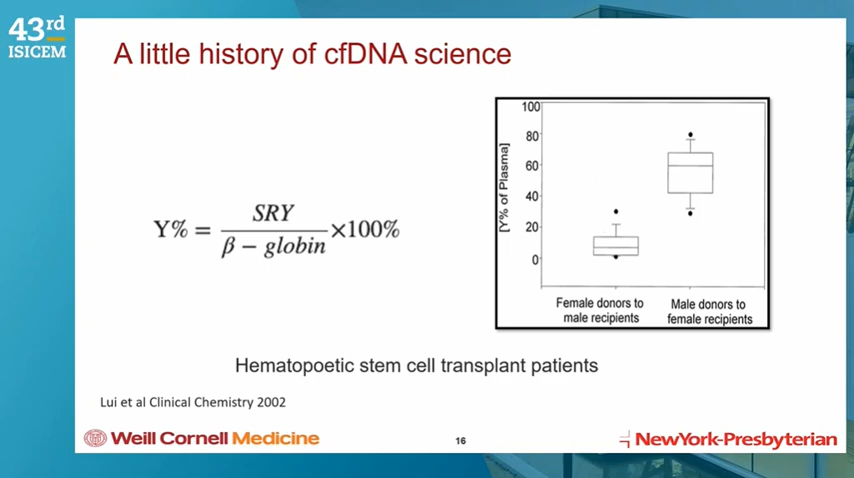 43rd
ISICEM
A little history of cfDNA science
Y% = SRY / β − globin ×100%
[Y% of Plasma]
100
80
60
40
20
0
Female donors to
male recipients
Male donors to
female recipients
Hematopoetic stem cell transplant patients
Lui et al Clinical Chemistry 2002
Weill Cornell Medicine
16
NewYork-Presbyterian